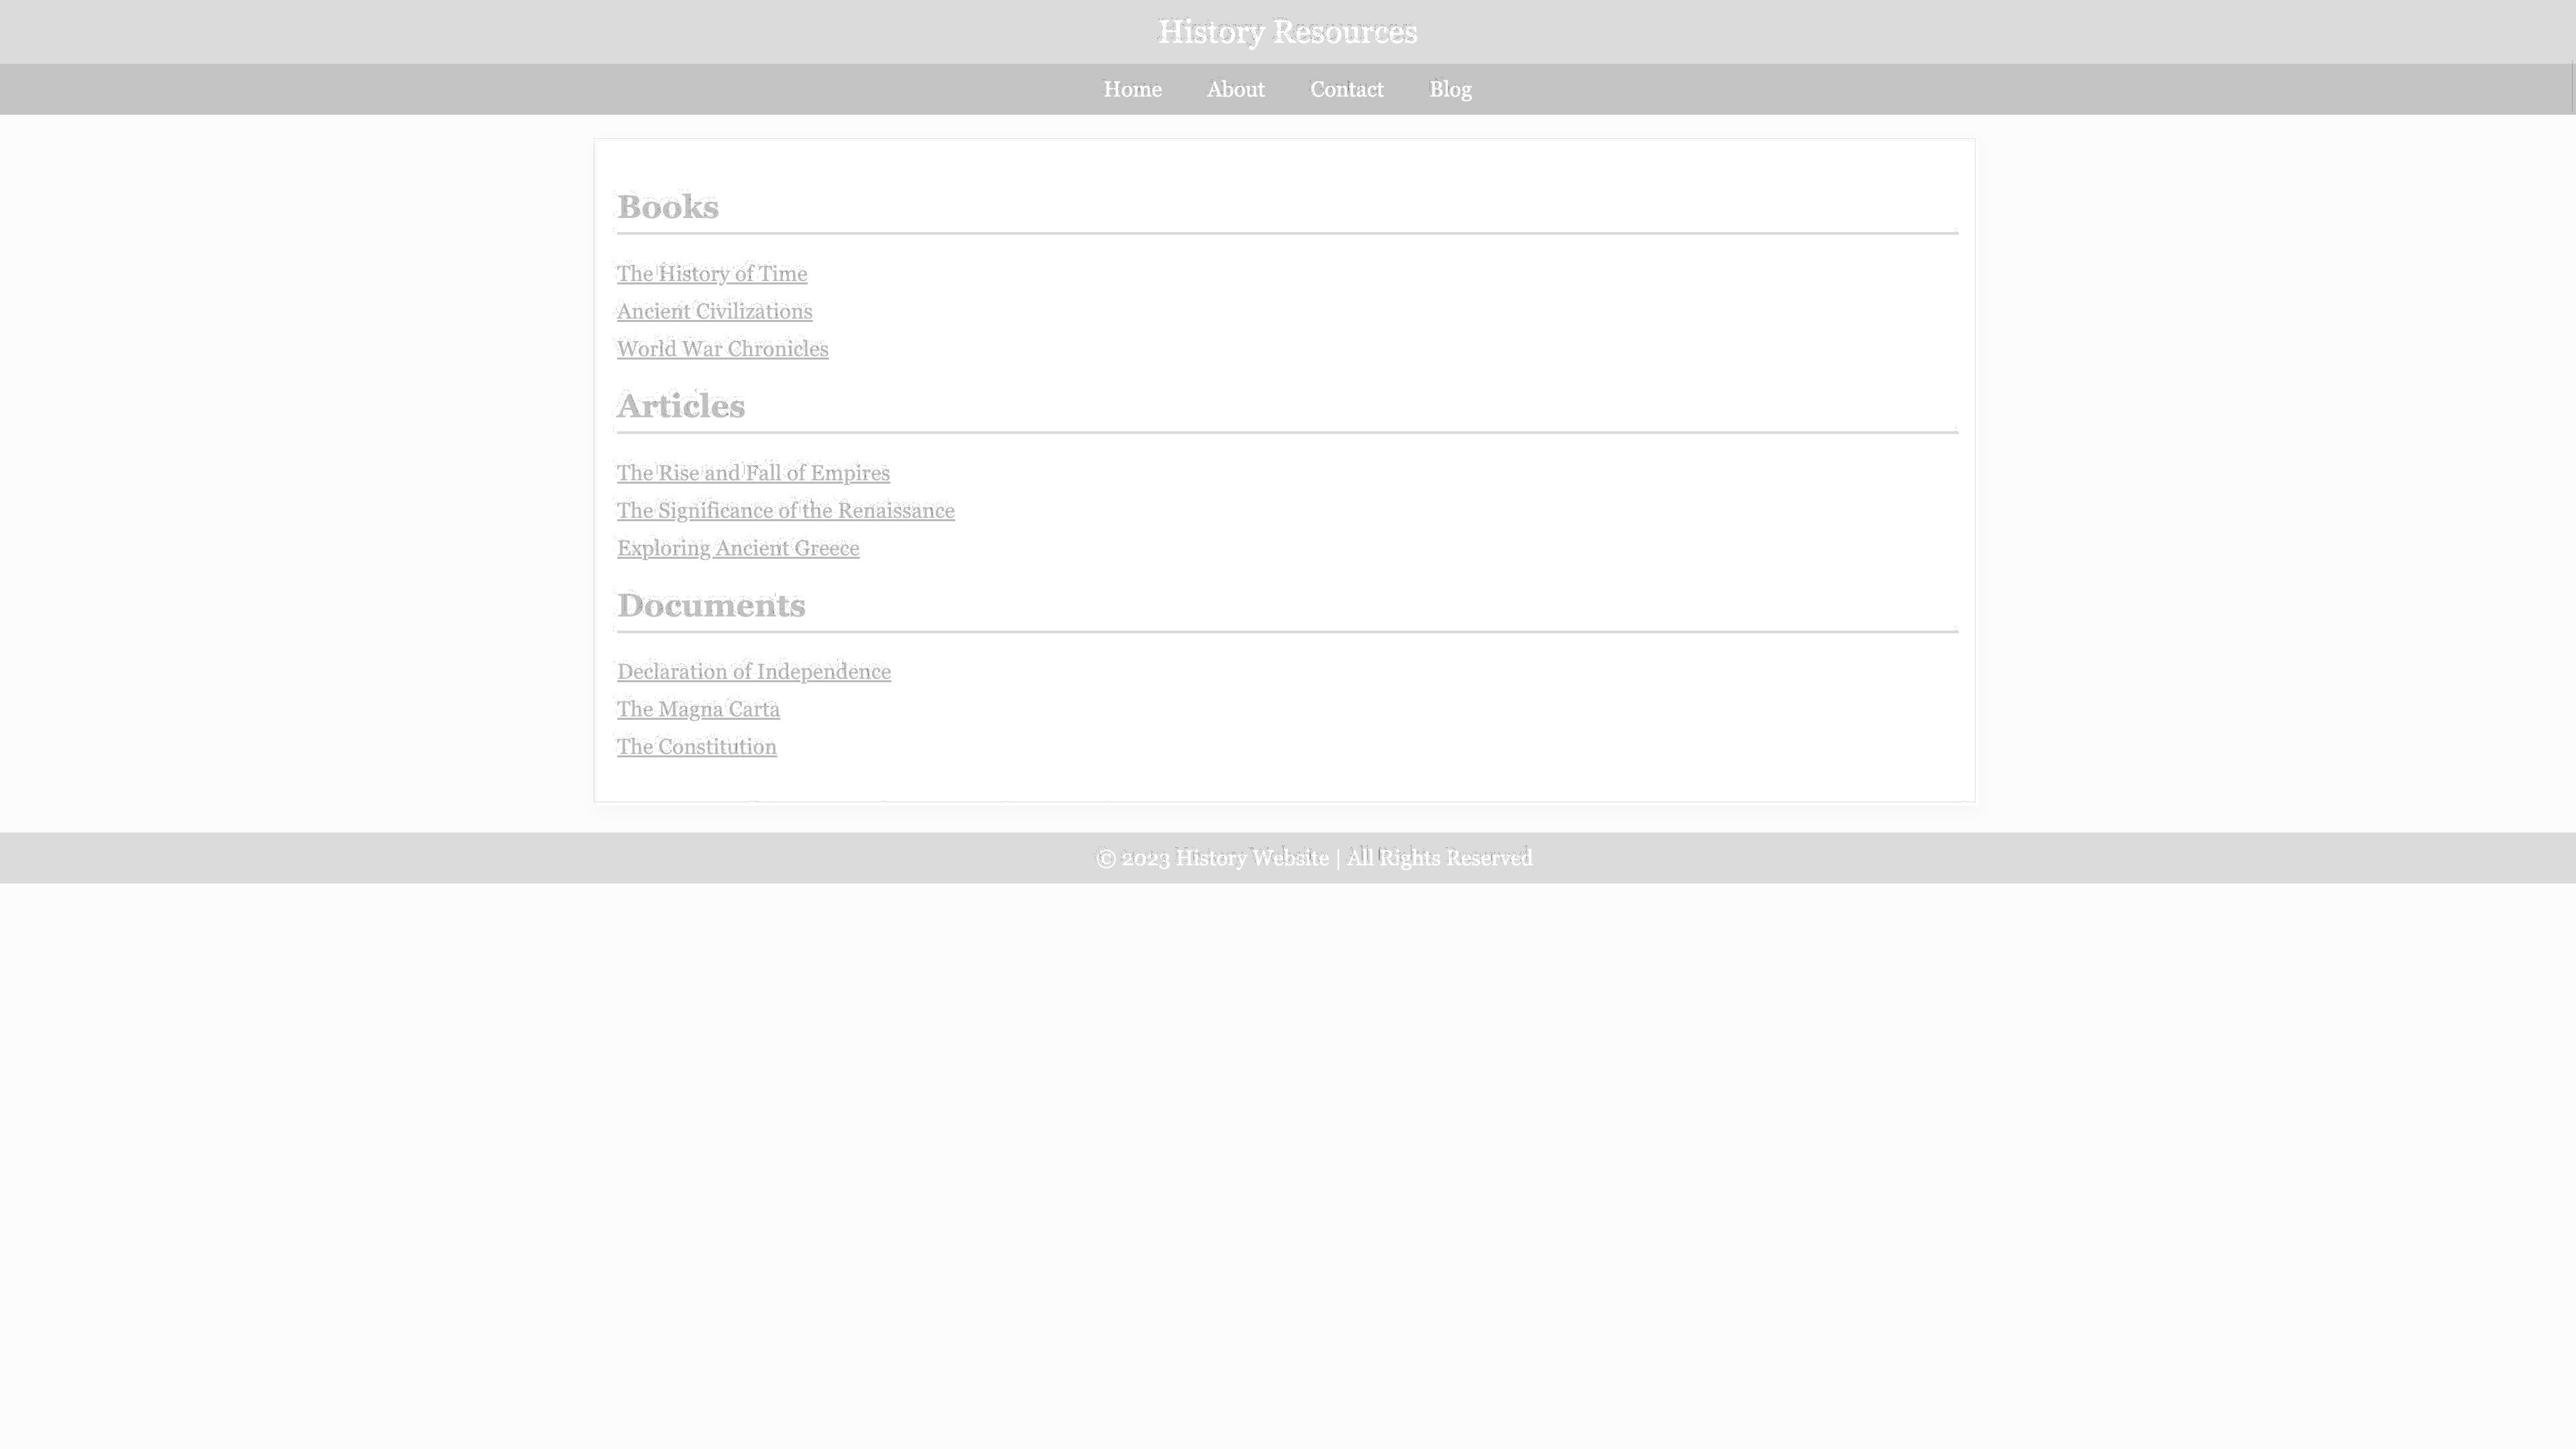 History Resources
Home About Contact Blog
Books
The History of Time
Ancient Civilizations
World War Chronicles
Articles
The Rise and Fall of Empires
The Significance of the Renaissance
Exploring Ancient Greece
Documents
Declaration of Independence
The Magna Carta
The Constitution
© 2023 History Website | All Rights Reserved